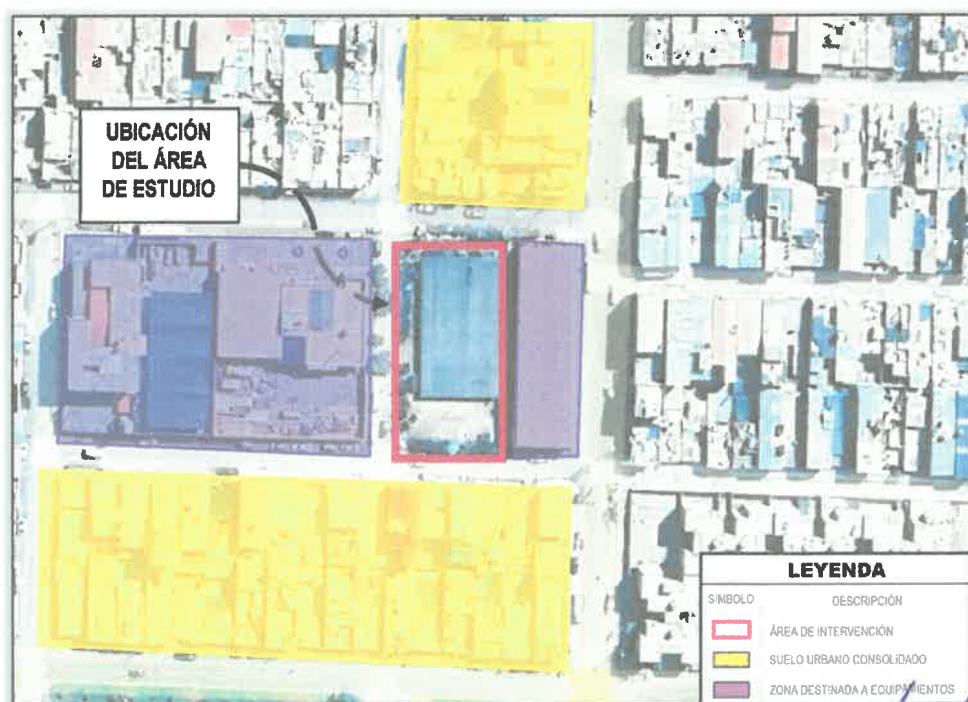 UBICACIÓN
DEL ÁREA
DE ESTUDIO
LEYENDA
SIMBOLO DESCRIPCIÓN
ÁREA DE INTERVENCIÓN
SUELO URBANO CONSOLIDADO
ZONA DESTINADA A EQUIPAMIENTOS